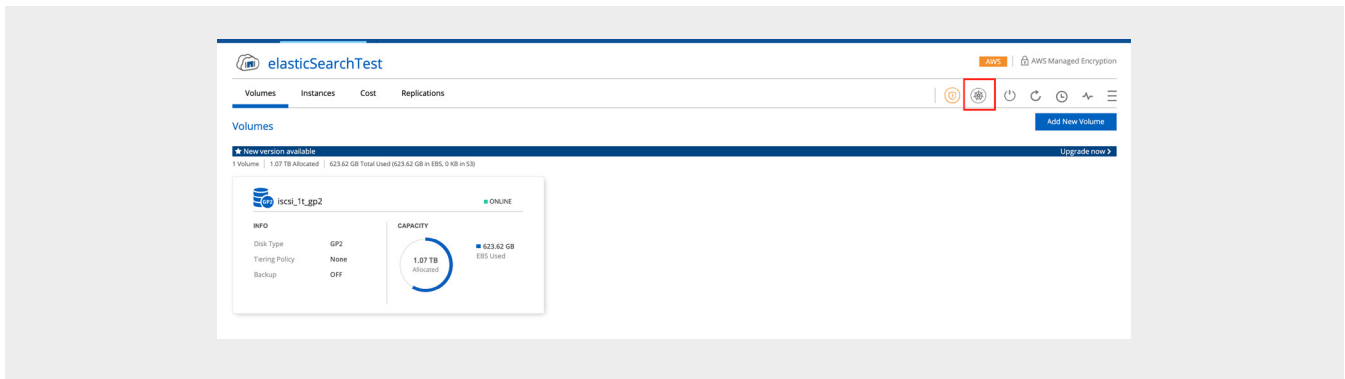 elasticSearchTest
AWS
AWS Managed Encryption
Volumes Instances Cost Replications
Volumes
Add New Volume
New version available
Upgrade now
1 Volume | 1.07 TB Allocated | 623.62 GB Total Used (623.62 GB in EBS, 0 KB in S3)
GP2
iscsi_1t_gp2
ONLINE
INFO
Disk Type GP2
Tiering Policy None
Backup OFF
CAPACITY
1.07 TB
Allocated
623.62 GB
EBS Used